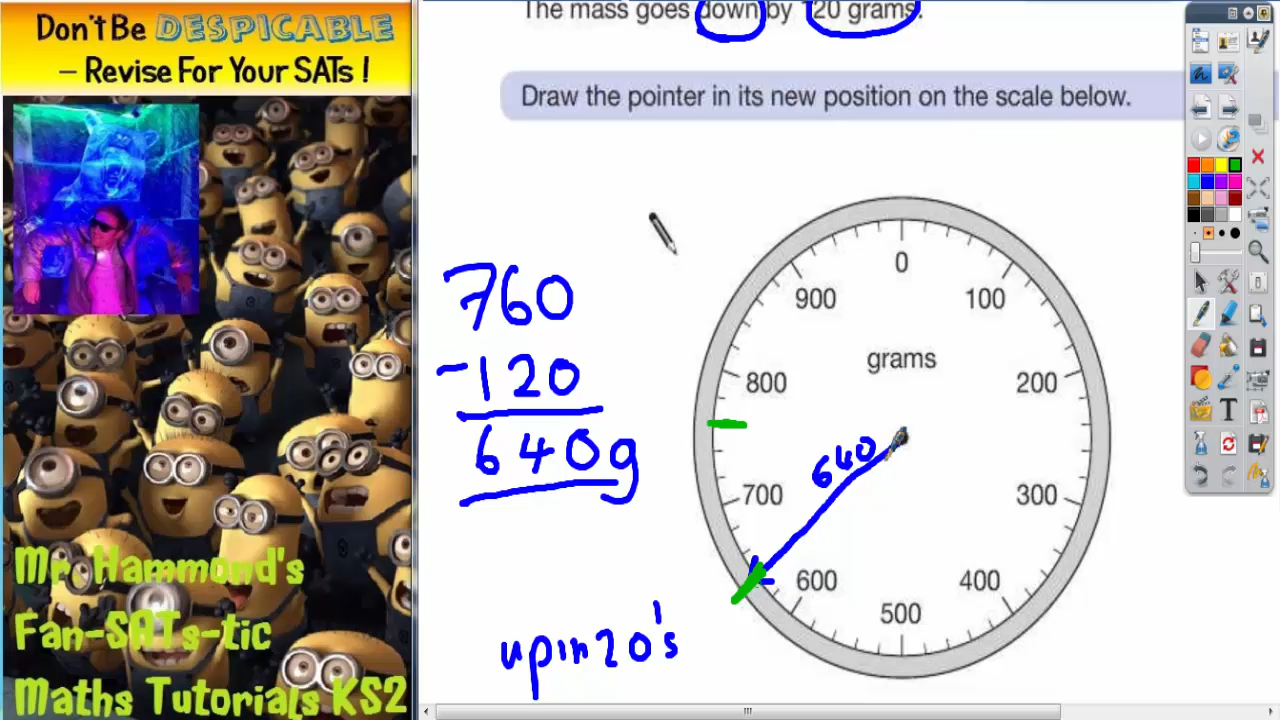 Don't Be DESPICABLE
– Revise For Your SATs !
Mr. Hammond's
Fan-SATs-tic
Maths Tutorials KS2
The mass goes down by 120 grams.
Draw the pointer in its new position on the scale below.
760
-120
640g
up in 20's
0
100
200
300
400
500
600
700
800
900
grams
640
T